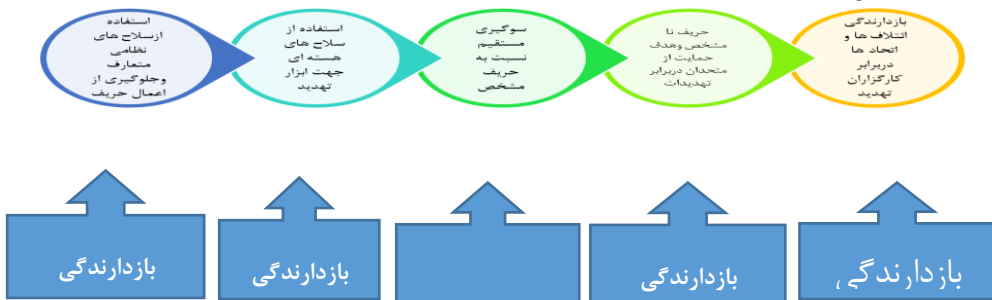 بازدارندگی
ائتلاف ها و
اتحاد ها
دربرابر
کارگزاران
تهدید
حریف نا
مشخص وهدف
حمایت از
متحدان دربرابر
تهدیدات
سوگیری
مستقیم
نسبت به
حریف
مشخص
استفاده از
سلاح های
هسته ای
جهت ابزار
تهدید
استفاده
ازسلاح های
نظامی
متعارف
وجلوگیری از
اعمال حریف
بازدارندگی
بازدارندگی
بازدارندگی
بازدارندگی